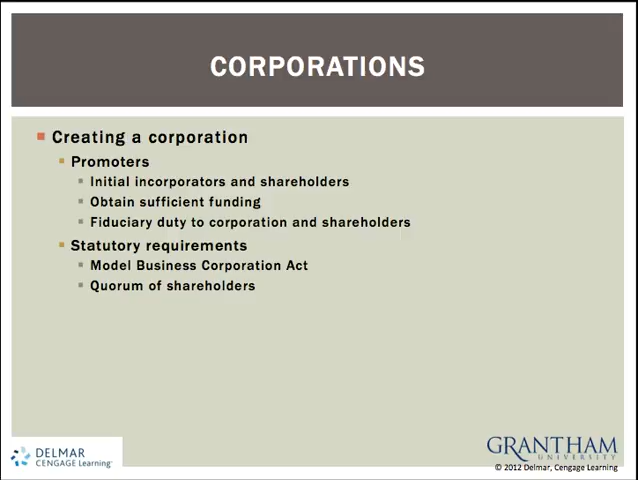 CORPORATIONS
Creating a corporation
Promoters
Initial incorporators and shareholders
Obtain sufficient funding
Fiduciary duty to corporation and shareholders
Statutory requirements
Model Business Corporation Act
Quorum of shareholders
DELMAR
CENGAGE Learning
GRANTHAM
UNIVERSITY
© 2012 Delmar, Cengage Learning